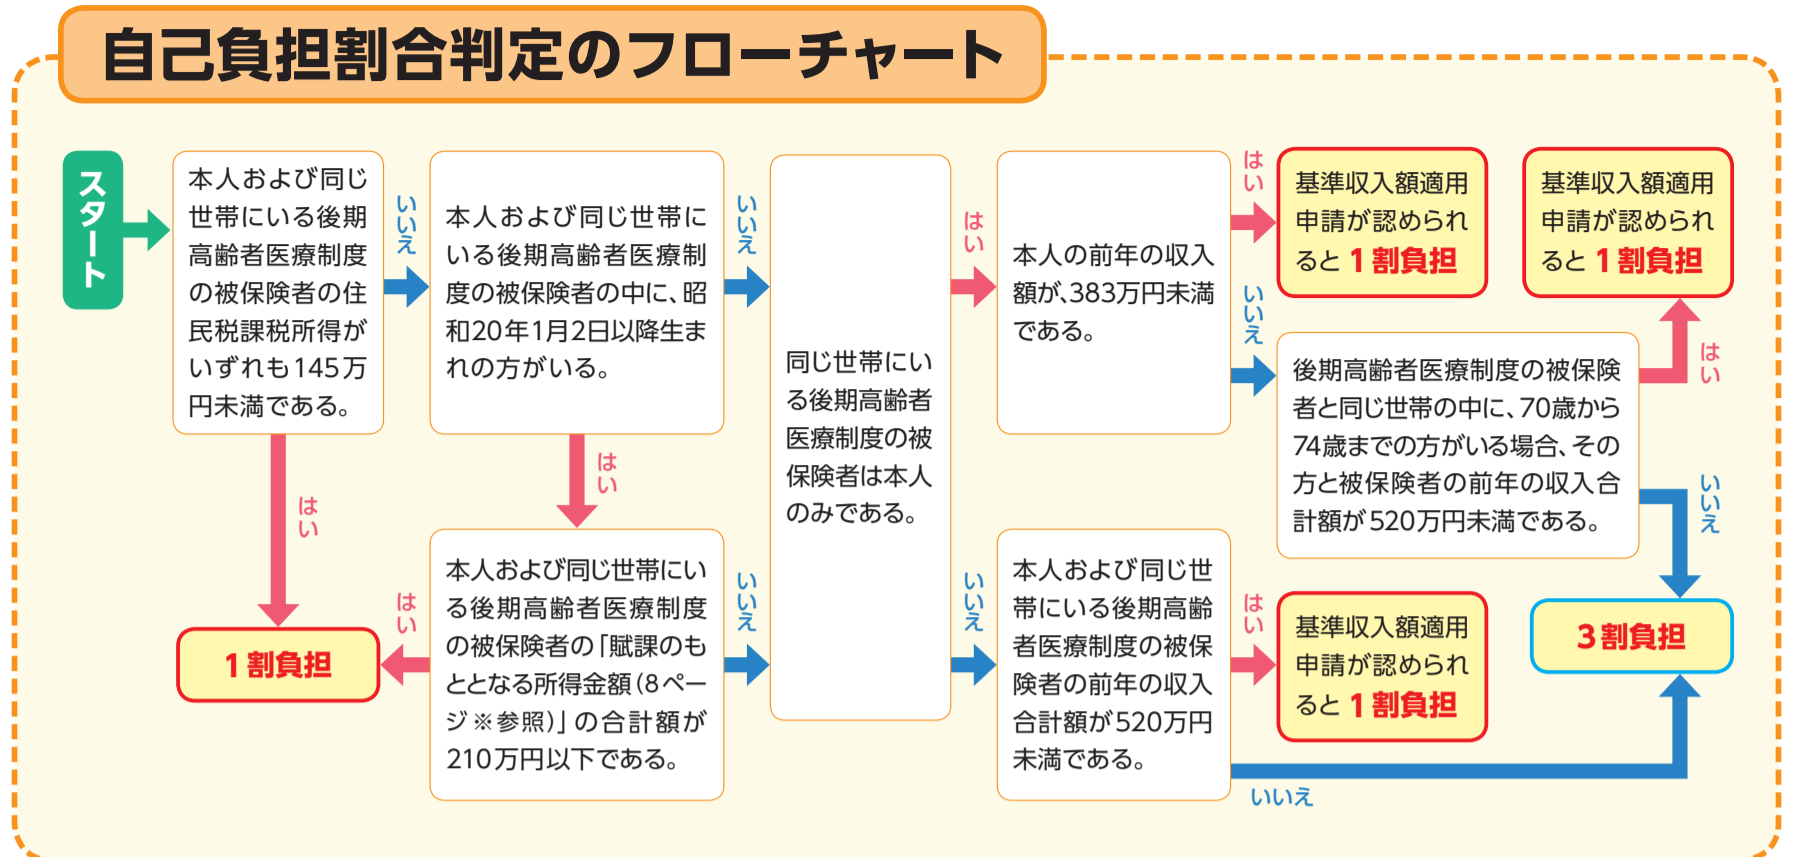 自己負担割合判定のフローチャート
スタート
本人および同じ
世帯にいる後期
高齢者医療制度
の被保険者の住
民税課税所得が
いずれも145万
円未満である。
いいえ
はい
本人および同じ世帯に
いる後期高齢者医療制
度の被保険者の中に、昭
和20年1月2日以降生ま
れの方がいる。
いいえ
はい
本人および同じ世帯にい
る後期高齢者医療制度
の被保険者の「賦課のも
ととなる所得金額(8ペー
ジ※参照)」の合計額が
210万円以下である。
はい
いいえ
1割負担
同じ世帯にい
る後期高齢者
医療制度の被
保険者は本人
のみである。
はい
いいえ
本人の前年の収入
額が、383万円未満
である。
はい
いいえ
基準収入額適用
申請が認められ
ると 1割負担
後期高齢者医療制度の被保険
者と同じ世帯の中に、70歳から
74歳までの方がいる場合、その
方と被保険者の前年の収入合
計額が520万円未満である。
はい
いいえ
基準収入額適用
申請が認められ
ると 1割負担
本人および同じ世
帯にいる後期高齢
者医療制度の被保
険者の前年の収入
合計額が520万円
未満である。
はい
いいえ
基準収入額適用
申請が認められ
ると 1割負担
3割負担